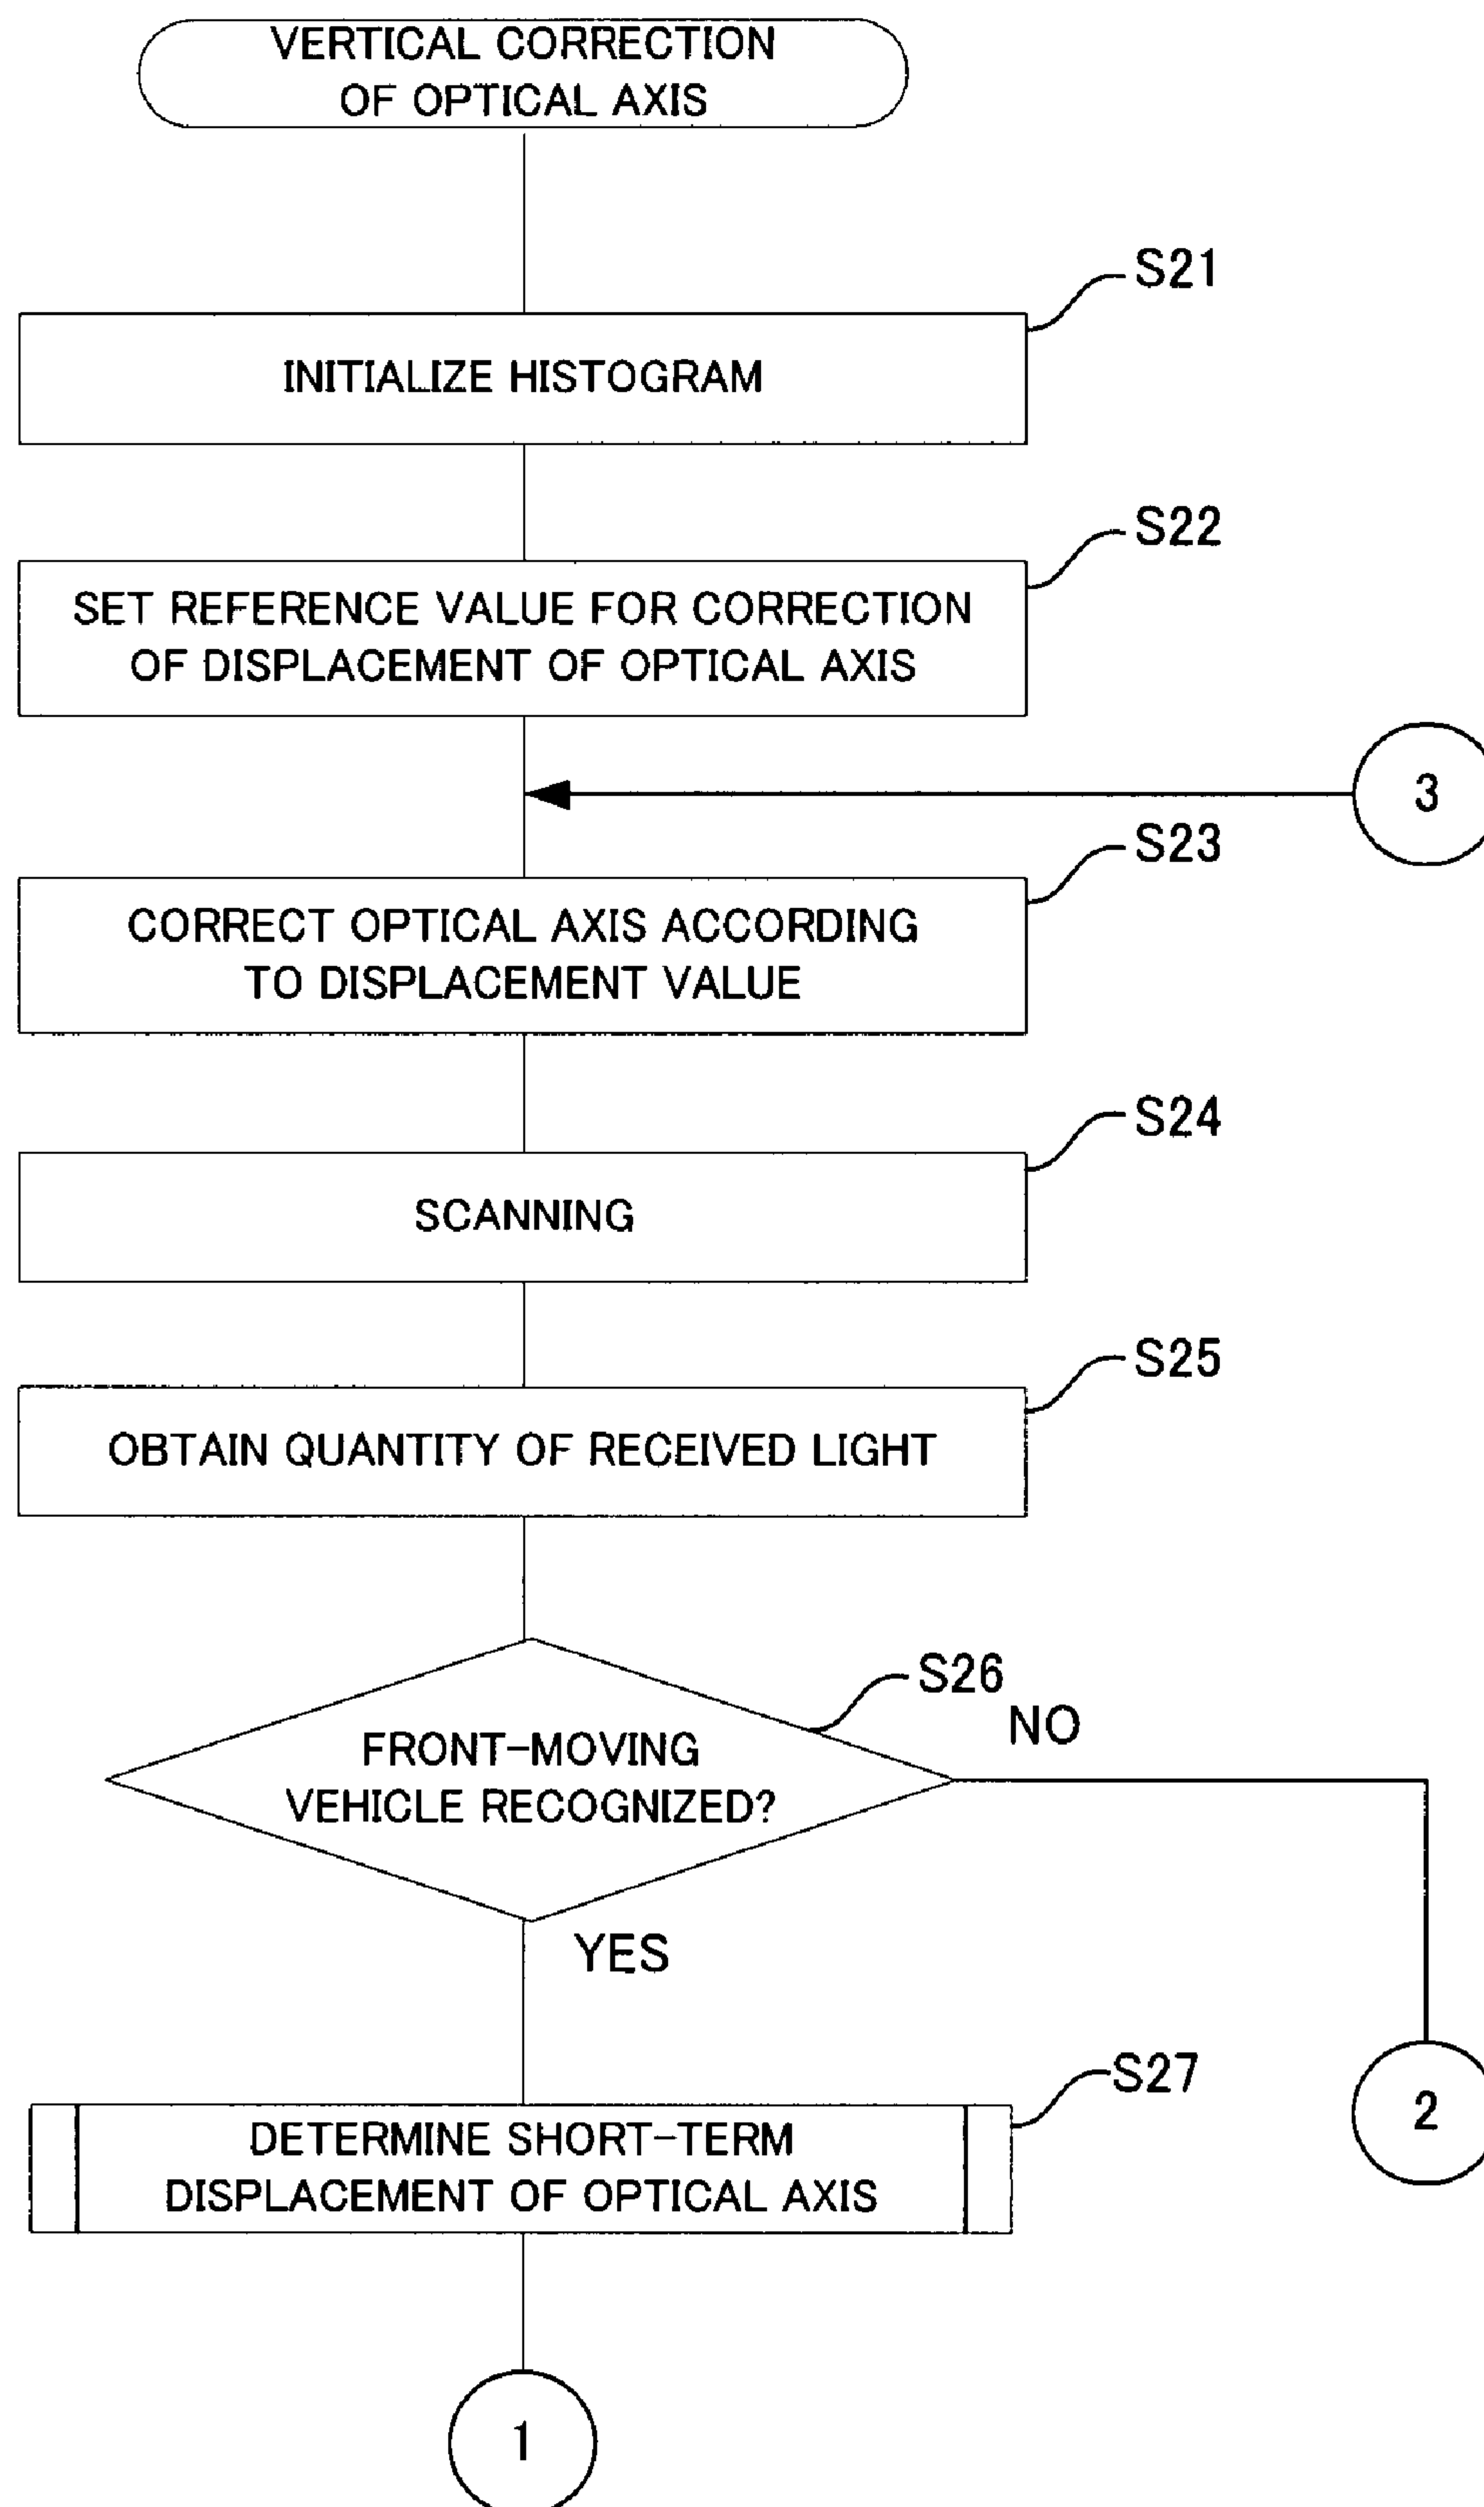 VERTICAL CORRECTION
OF OPTICAL AXIS
S21
INITIALIZE HISTOGRAM
S22
SET REFERENCE VALUE FOR CORRECTION
OF DISPLACEMENT OF OPTICAL AXIS
3
S23
CORRECT OPTICAL AXIS ACCORDING
TO DISPLACEMENT VALUE
S24
SCANNING
S25
OBTAIN QUANTITY OF RECEIVED LIGHT
S26
NO
FRONT-MOVING
VEHICLE RECOGNIZED?
YES
S27
2
DETERMINE SHORT-TERM
DISPLACEMENT OF OPTICAL AXIS
1